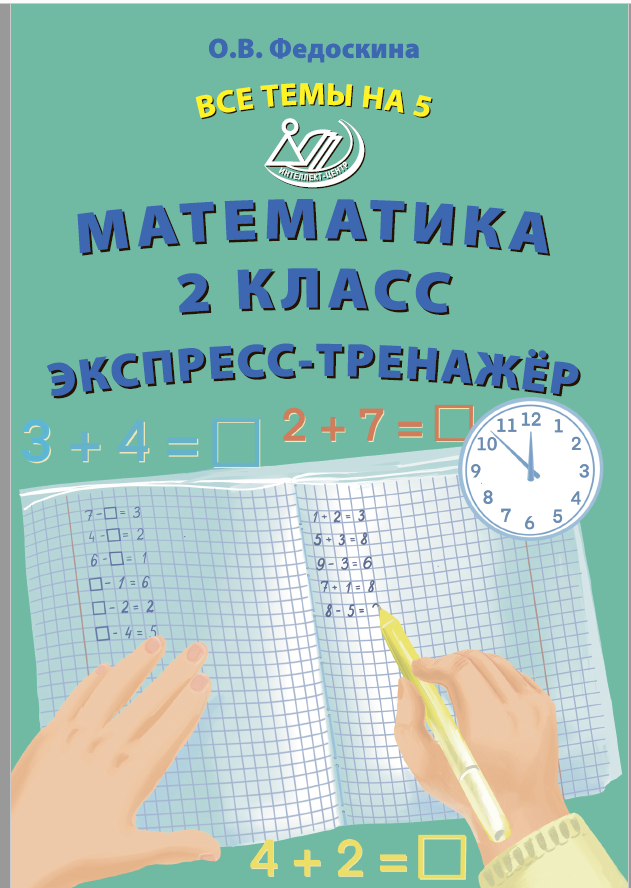 О.В. Федоскина
ВСЕ ТЕМЫ НА 5
ИНТЕЛЛЕКТ-ЦЕНТР
МАТЕМАТИКА
2 КЛАСС
ЭКСПРЕСС-ТРЕНАЖЁР
3 + 4 = □
2 + 7 = □
11 12 1
10 2
9 3
8 4
7 6 5
7 - □ = 3
4 - □ = 2
6 - □ = 1
□ - 1 = 6
□ - 2 = 2
□ - 4 = 5
1 + 2 = 3
5 + 3 = 8
9 - 3 = 6
7 + 1 = 8
8 - 5 =
4 + 2 = □